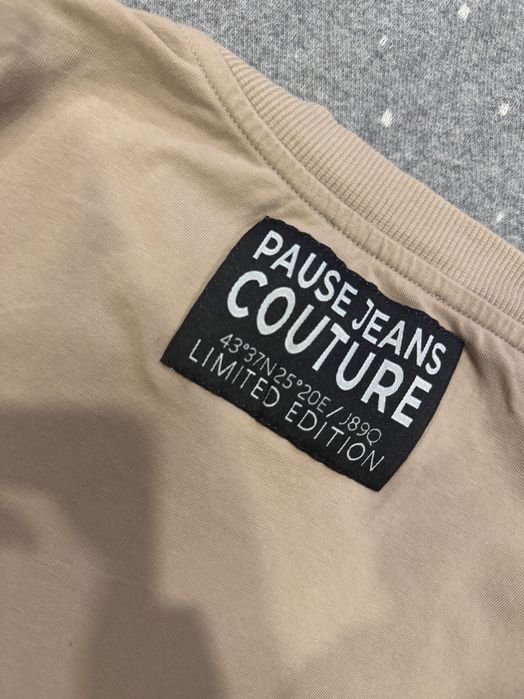 PAUSE JEANS
COUTURE
43°37N25°20E/J89Q
LIMITED EDITION